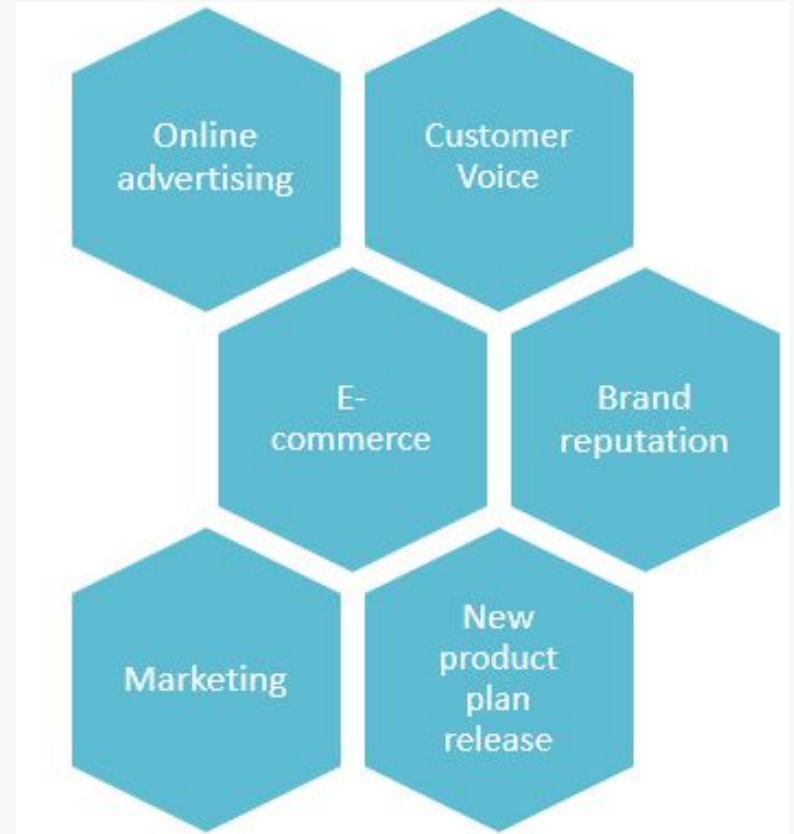 Online
advertising
Customer
Voice
E-
commerce
Brand
reputation
Marketing
New
product
plan
release